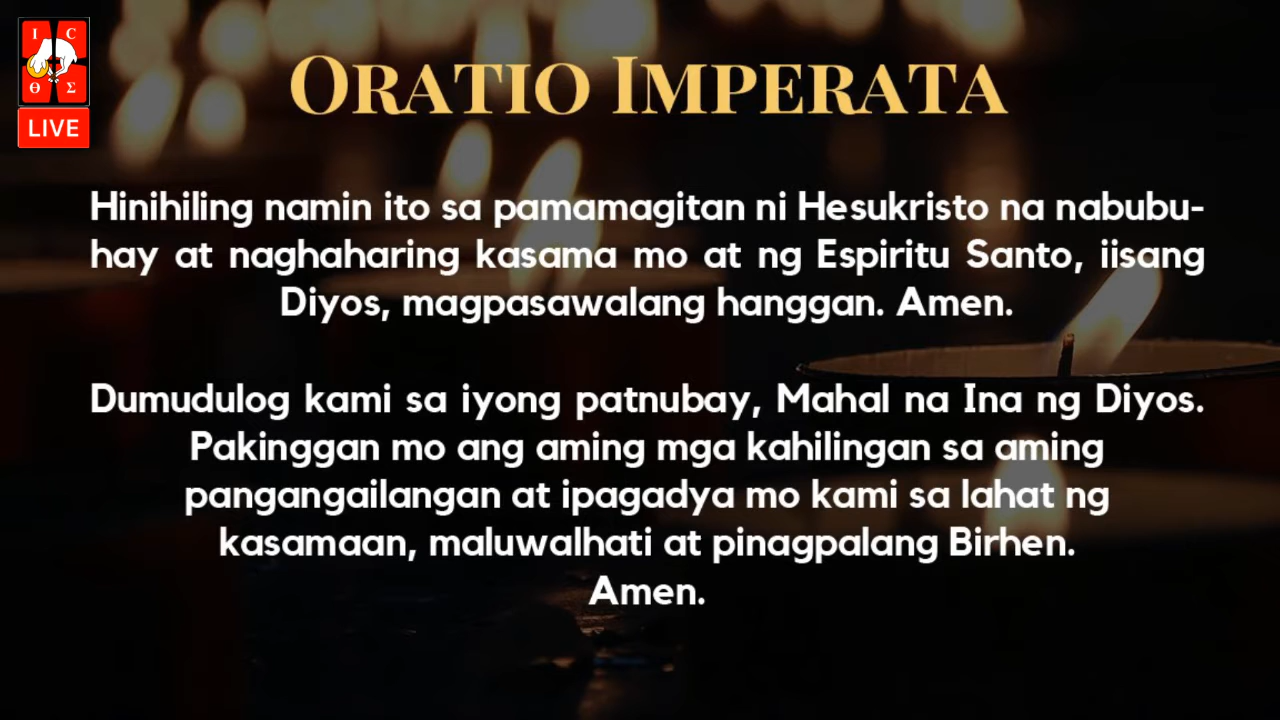 I C
Θ Σ
LIVE
ORATIO IMPERATA
Hinihiling namin ito sa pamamagitan ni Hesukristo na nabubu-
hay at naghaharing kasama mo at ng Espiritu Santo, iisang
Diyos, magpasawalang hanggan. Amen.
Dumudulog kami sa iyong patnubay, Mahal na Ina ng Diyos.
Pakinggan mo ang aming mga kahilingan sa aming
pangangailangan at ipagadya mo kami sa lahat ng
kasamaan, maluwalhati at pinagpalang Birhen.
Amen.